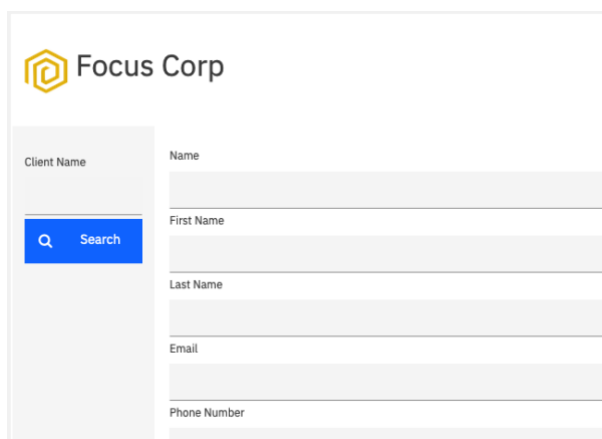 Focus Corp
Client Name
Search
Name
First Name
Last Name
Email
Phone Number